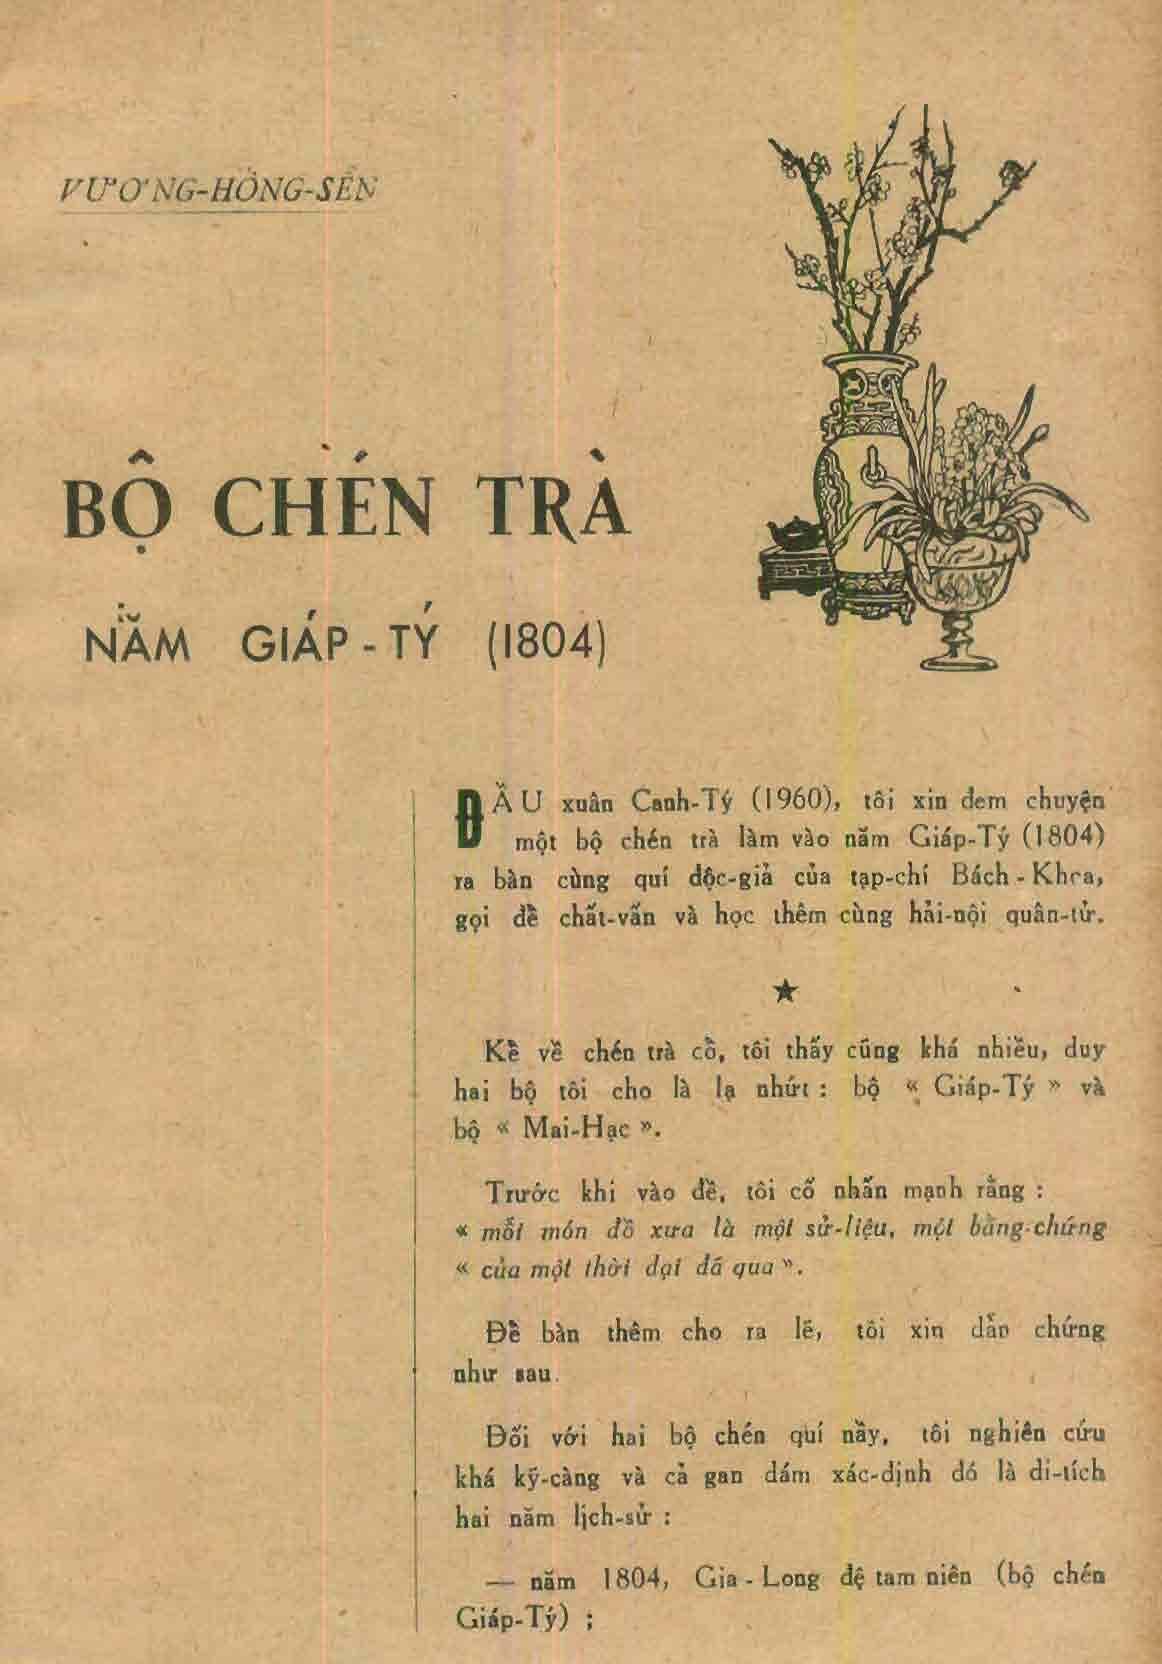 VƯƠNG-HỒNG-SỂN
BỘ CHÉN TRÀ
NĂM GIÁP-TÝ (1804)
ĐẦU xuân Canh-Tý (1960), tôi xin đem chuyện
một bộ chén trà làm vào năm Giáp-Tý (1804)
ra bàn cùng quí độc-giả của tạp-chí Bách-Khoa,
gọi để chất-vấn và học thêm cùng hải-nội quân-tử.
★
Kể về chén trà cổ, tôi thấy cũng khá nhiều, duy
hai bộ tôi cho là lạ nhứt : bộ « Giáp-Tý » và
bộ « Mai-Hạc ».
Trước khi vào đề, tôi cố nhấn mạnh rằng :
« mỗi món đồ xưa là một sử-liệu, một bằng-chứng
« của một thời đại đã qua ».
Để bàn thêm cho ra lẽ, tôi xin dẫn chứng
như sau.
Đối với hai bộ chén quí nầy, tôi nghiên cứu
khá kỹ-càng và cả gan dám xác-định đó là di-tích
hai năm lịch-sử :
— năm 1804, Gia-Long đệ tam niên (bộ chén
Giáp-Tý) ;